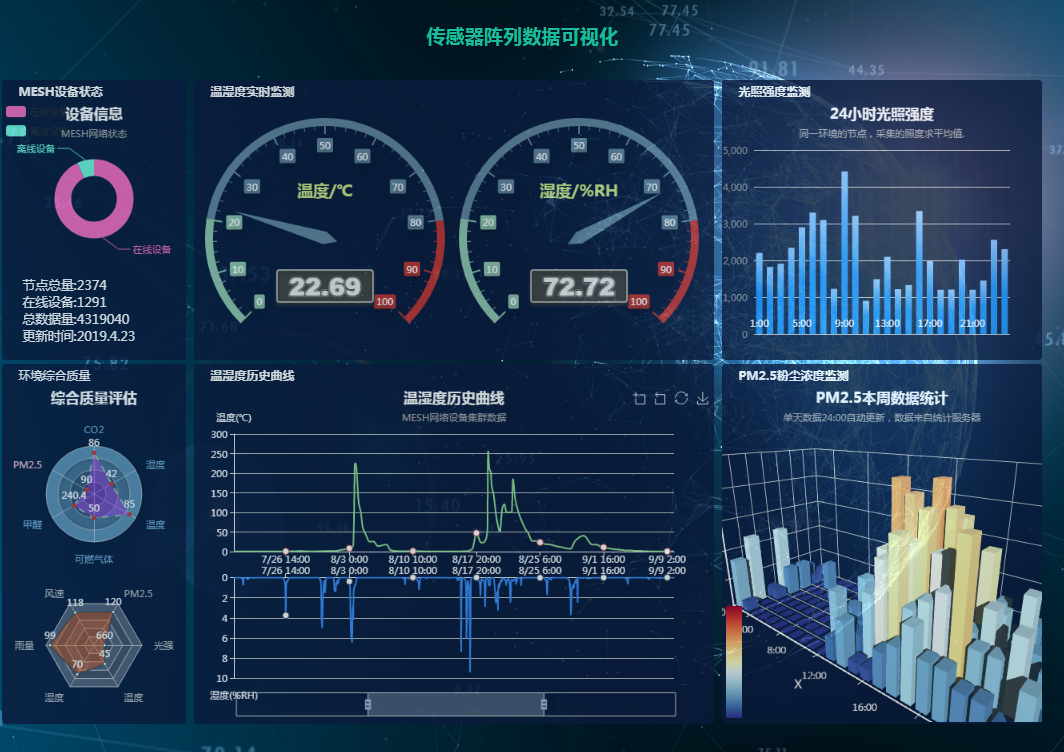 32.54
77.45
77.45
传感器阵列数据可视化
91.81
44.35
MESH设备状态
在线设备
设备信息
离线设备
MESH网络状态
离线设备
在线设备
节点总量:2374
在线设备:1291
总数据量:4319040
更新时间:2019.4.23
温湿度实时监测
0
10
20
30
40
50
60
70
80
90
100
温度/℃
22.69
0
10
20
30
40
50
60
70
80
90
100
湿度/%RH
72.72
71.68
光照强度监测
24小时光照强度
同一环境的节点，采集的照度求平均值.
5,000
4,000
3,000
2,000
1,000
0
1:00 5:00 9:00 13:00 17:00 21:00
环境综合质量
综合质量评估
CO2
86
PM2.5
湿度
42
90
240.4
50
85
甲醛
温度
可燃气体
风速
118
120
PM2.5
雨量
99
660
光强
45
70
湿度
温度
温湿度历史曲线
温湿度历史曲线
MESH网络设备集群数据
温度(℃)
300
250
200
150
100
50
0
7/26 14:00 8/3 0:00 8/10 10:00 8/17 20:00 8/25 6:00 9/1 16:00 9/9 2:00
7/26 14:00 8/3 0:00 8/10 10:00 8/17 20:00 8/25 6:00 9/1 16:00 9/9 2:00
0
2
4
6
8
10
湿度(%RH)
15.40
PM2.5粉尘浓度监测
PM2.5本周数据统计
单天数据24:00自动更新，数据来自统计服务器
8:00
12:00
X
16:00